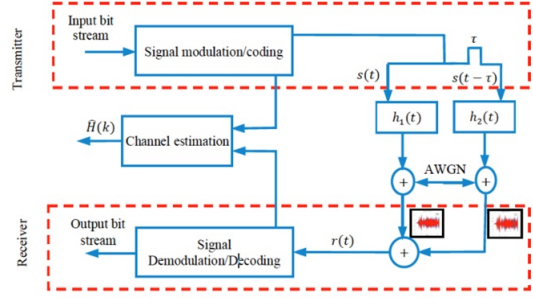 Transmitter
Input bit
stream
Signal modulation/coding
τ
s(t)
s(t − τ)
h₁(t)
h₂(t)
Ĥ(k)
Channel estimation
AWGN
+
+
Receiver
Output bit
stream
Signal
Demodulation/Decoding
r(t)
+